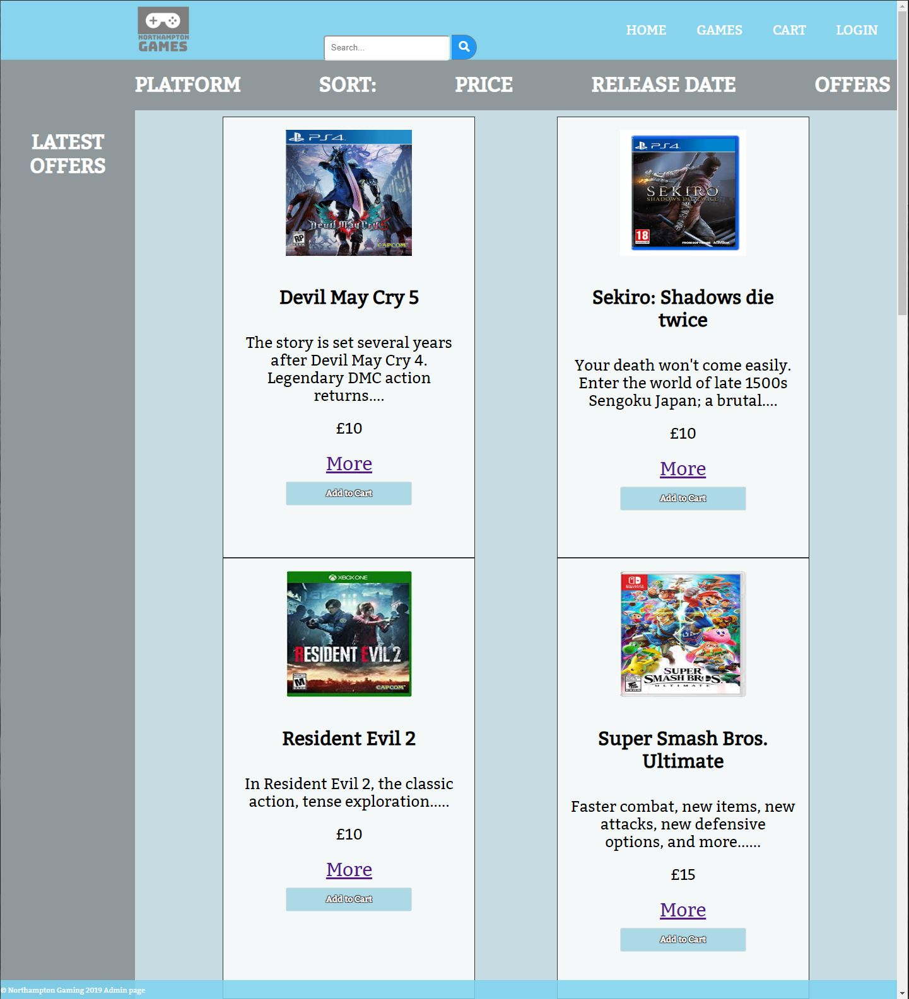 NORTHAMPTON
GAMES
Search...
HOME GAMES CART LOGIN
PLATFORM SORT: PRICE RELEASE DATE OFFERS
LATEST
OFFERS
PS4
Devil May Cry 5
RP
CAPCOM
Devil May Cry 5
The story is set several years
after Devil May Cry 4.
Legendary DMC action
returns....
£10
More
Add to Cart
PS4
SEKIRO
SHADOWS DIE TWICE
18
FROMSOFTWARE ACTIVISION
Sekiro: Shadows die
twice
Your death won't come easily.
Enter the world of late 1500s
Sengoku Japan; a brutal....
£10
More
Add to Cart
XBOX ONE
RESIDENT EVIL 2
M
CAPCOM
Resident Evil 2
In Resident Evil 2, the classic
action, tense exploration.....
£10
More
Add to Cart
SUPER
SMASH BROS.
ULTIMATE
E
Super Smash Bros.
Ultimate
Faster combat, new items, new
attacks, new defensive
options, and more......
£15
More
Add to Cart
© Northampton Gaming 2019 Admin page